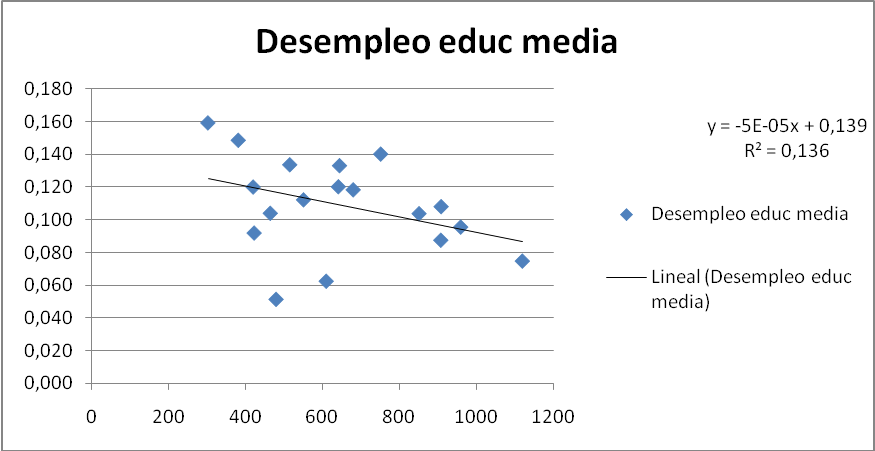 Desempleo educ media
0,180
0,160
0,140
0,120
0,100
0,080
0,060
0,040
0,020
0,000
0 200 400 600 800 1000 1200
y = -5E-05x + 0,139
R² = 0,136
Desempleo educ media
Lineal (Desempleo educ
media)